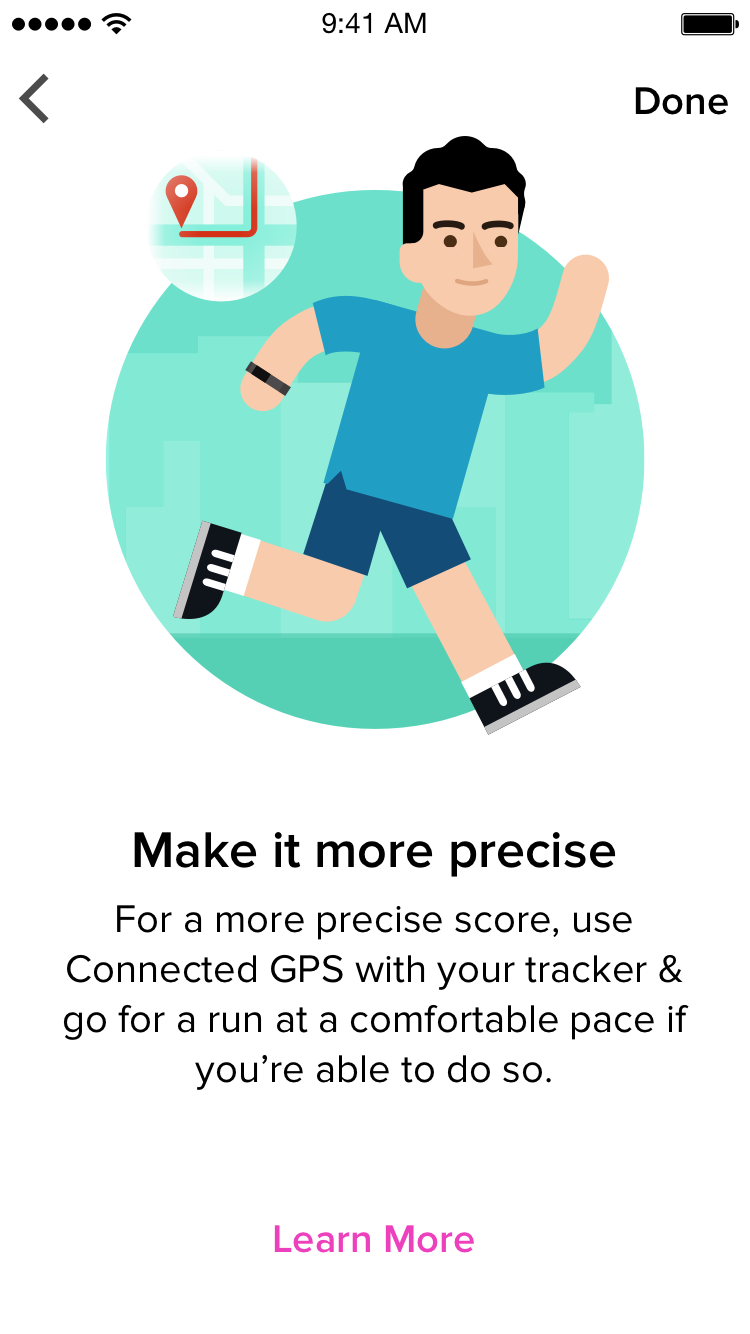 9:41 AM
Done
Make it more precise
For a more precise score, use
Connected GPS with your tracker &
go for a run at a comfortable pace if
you’re able to do so.
Learn More